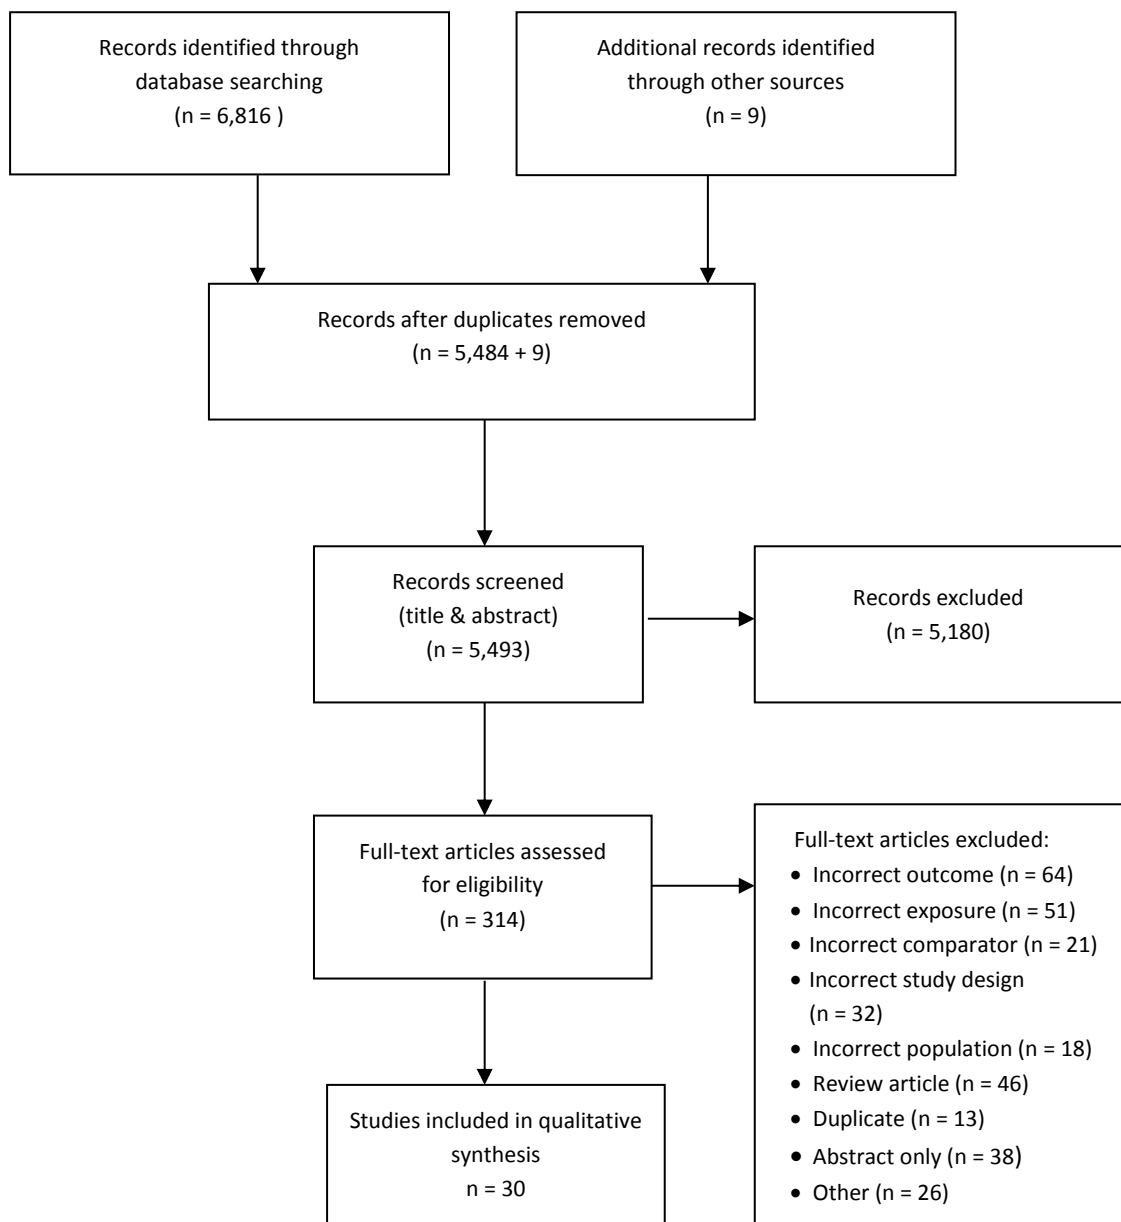 Records identified through
database searching
(n = 6,816 )
Additional records identified
through other sources
(n = 9)
Records after duplicates removed
(n = 5,484 + 9)
Records screened
(title & abstract)
(n = 5,493)
Records excluded
(n = 5,180)
Full-text articles assessed
for eligibility
(n = 314)
Full-text articles excluded:
• Incorrect outcome (n = 64)
• Incorrect exposure (n = 51)
• Incorrect comparator (n = 21)
• Incorrect study design
(n = 32)
• Incorrect population (n = 18)
• Review article (n = 46)
• Duplicate (n = 13)
• Abstract only (n = 38)
• Other (n = 26)
Studies included in qualitative
synthesis
n = 30